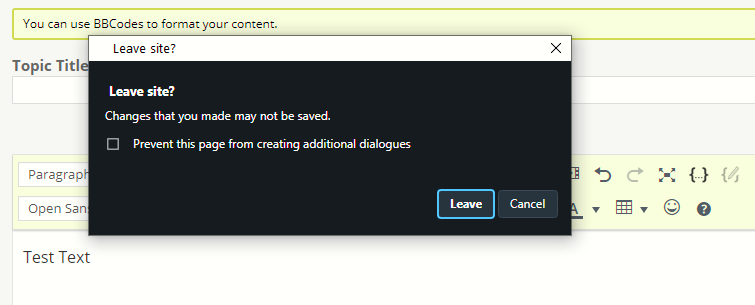 You can use BBCodes to format your content.
Leave site?
Topic Title
Leave site?
Changes that you made may not be saved.
Prevent this page from creating additional dialogues
Paragraph
Leave Cancel
Open Sans
A
Test Text